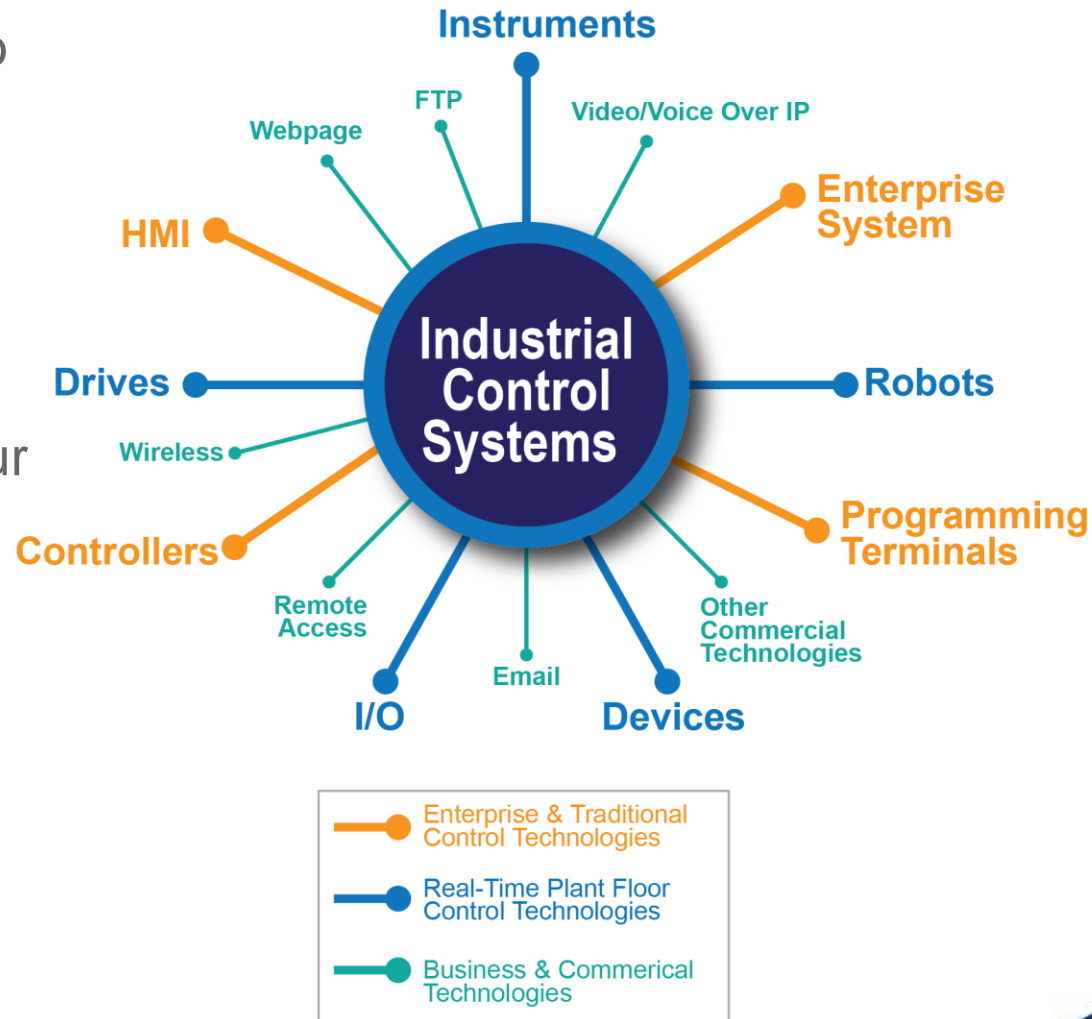 Instruments
FTP
Video/Voice Over IP
Webpage
Enterprise
System
HMI
Industrial
Control
Systems
Drives
Robots
Wireless
ur
Programming
Terminals
Controllers
Remote
Access
Other
Commercial
Technologies
Email
I/O
Devices
Enterprise & Traditional
Control Technologies
Real-Time Plant Floor
Control Technologies
Business & Commerical
Technologies